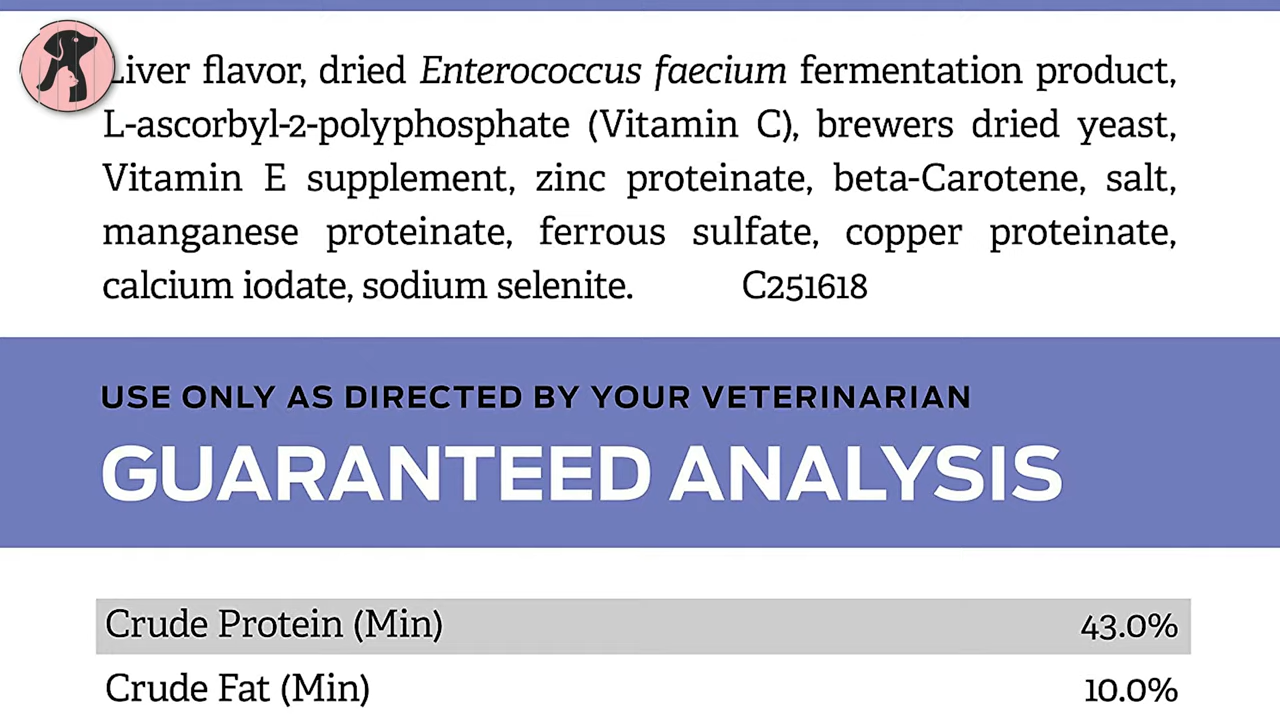 Liver flavor, dried Enterococcus faecium fermentation product,
L-ascorbyl-2-polyphosphate (Vitamin C), brewers dried yeast,
Vitamin E supplement, zinc proteinate, beta-Carotene, salt,
manganese proteinate, ferrous sulfate, copper proteinate,
calcium iodate, sodium selenite. C251618
USE ONLY AS DIRECTED BY YOUR VETERINARIAN
GUARANTEED ANALYSIS
Crude Protein (Min) 43.0%
Crude Fat (Min) 10.0%